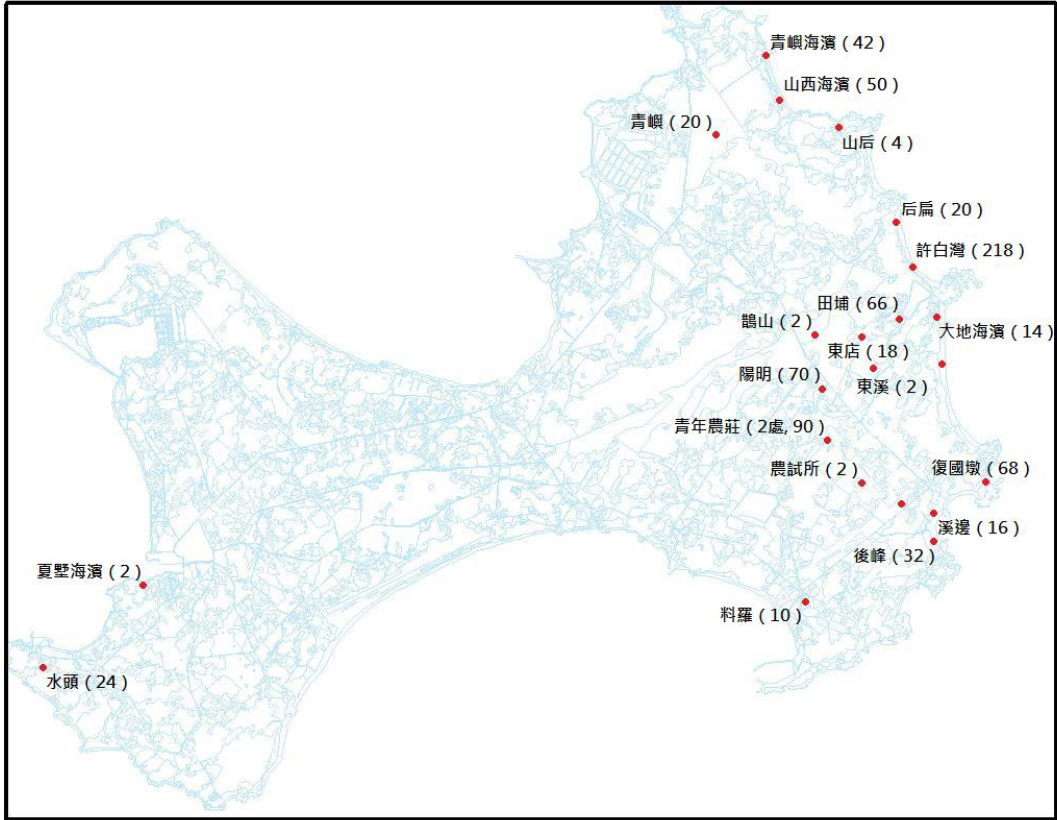 青嶼海濱(42)
山西海濱(50)
青嶼(20)
山后(4)
后扁(20)
許白灣(218)
田埔(66)
鵲山(2)
大地海濱(14)
東店(18)
陽明(70)
東溪(2)
青年農莊(2處, 90)
農試所(2)
復國墩(68)
溪邊(16)
後峰(32)
夏墅海濱(2)
料羅(10)
水頭(24)